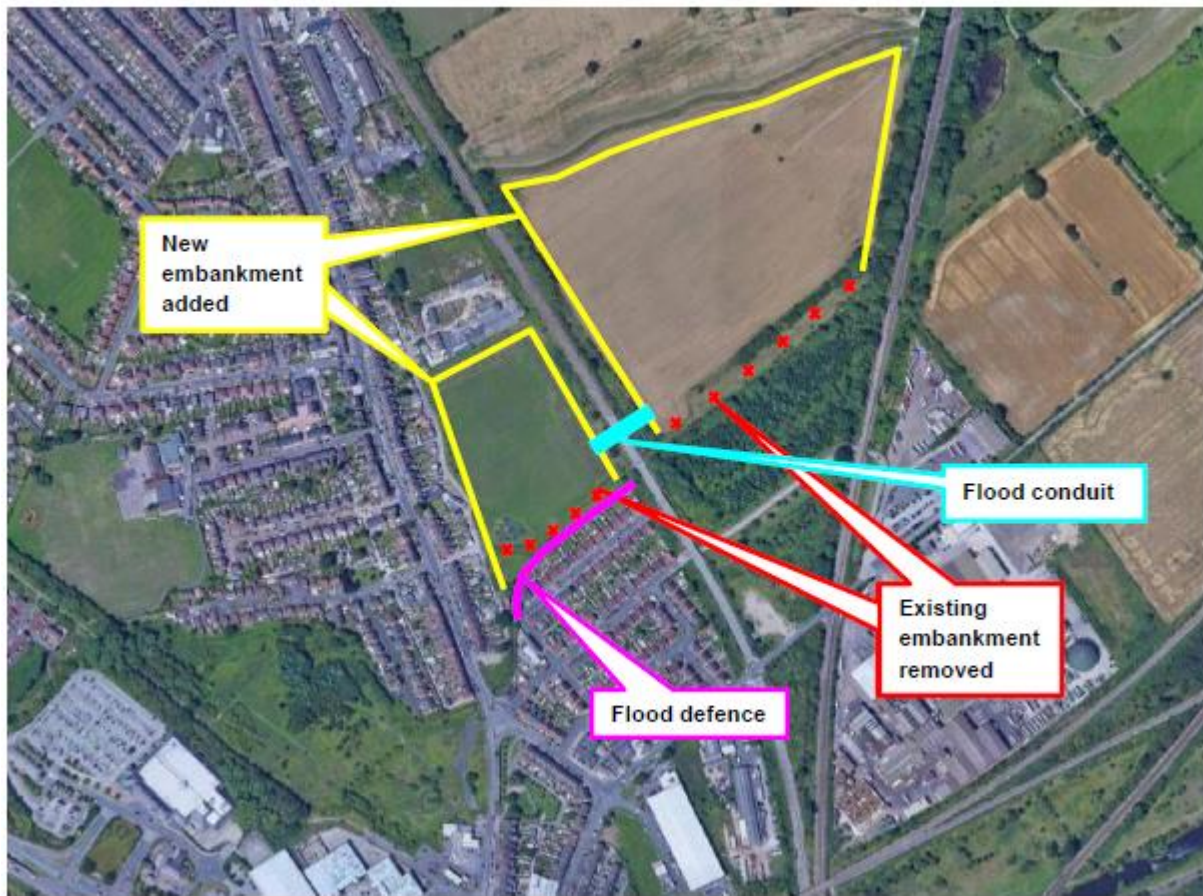 New
embankment
added
Flood conduit
Existing
embankment
removed
Flood defence